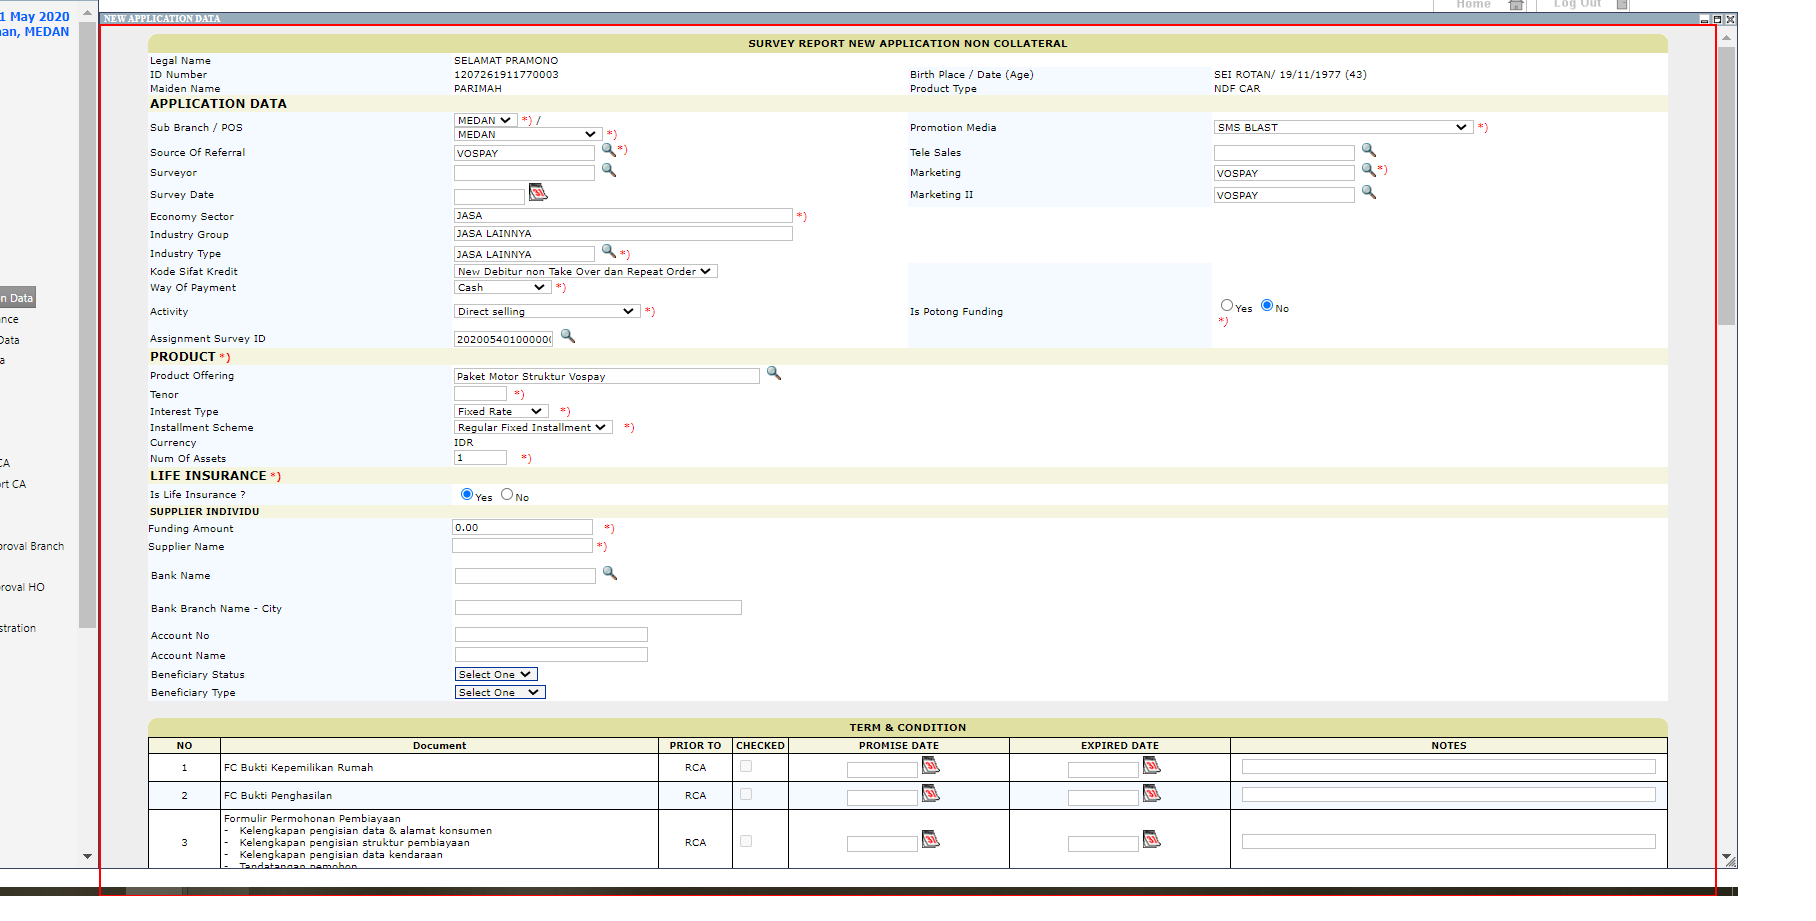 1 May 2020
an, MEDAN
Home
Log Out
NEW APPLICATION DATA
n Data
nce
Data
a
CA
rt CA
proval Branch
roval HO
stration
SURVEY REPORT NEW APPLICATION NON COLLATERAL
Legal Name SELAMAT PRAMONO
ID Number 1207261911770003 Birth Place / Date (Age) SEI ROTAN/ 19/11/1977 (43)
Maiden Name PARIMAH Product Type NDF CAR
APPLICATION DATA
Sub Branch / POS MEDAN *) / Promotion Media SMS BLAST *)
MEDAN *)
Source Of Referral VOSPAY *) Tele Sales
Surveyor Marketing VOSPAY *)
Survey Date 31 Marketing II VOSPAY
Economy Sector JASA *)
Industry Group JASA LAINNYA
Industry Type JASA LAINNYA *)
Kode Sifat Kredit New Debitur non Take Over dan Repeat Order
Way Of Payment Cash *)
Activity Direct selling *) Is Potong Funding Yes No
*)
Assignment Survey ID 20200540100000
PRODUCT *)
Product Offering Paket Motor Struktur Vospay
Tenor *)
Interest Type Fixed Rate *)
Installment Scheme Regular Fixed Installment *)
Currency IDR
Num Of Assets 1 *)
LIFE INSURANCE *)
Is Life Insurance ? Yes No
SUPPLIER INDIVIDU
Funding Amount 0.00 *)
Supplier Name *)
Bank Name
Bank Branch Name - City
Account No
Account Name
Beneficiary Status Select One
Beneficiary Type Select One
TERM & CONDITION
NO Document PRIOR TO CHECKED PROMISE DATE EXPIRED DATE NOTES
1 FC Bukti Kepemilikan Rumah RCA 31 31
2 FC Bukti Penghasilan RCA 31 31
3 Formulir Permohonan Pembiayaan RCA 31 31
- Kelengkapan pengisian data & alamat konsumen
- Kelengkapan pengisian struktur pembiayaan
- Kelengkapan pengisian data kendaraan
- Tandatangan pemohon